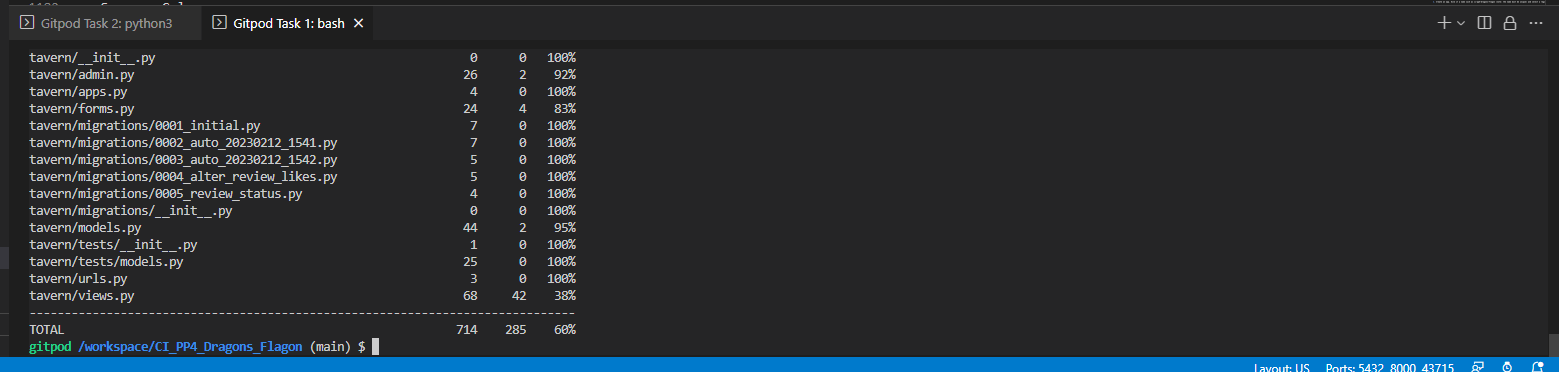 Gitpod Task 2: python3 Gitpod Task 1: bash
tavern/__init__.py 0 0 100%
tavern/admin.py 26 2 92%
tavern/apps.py 4 0 100%
tavern/forms.py 24 4 83%
tavern/migrations/0001_initial.py 7 0 100%
tavern/migrations/0002_auto_20230212_1541.py 7 0 100%
tavern/migrations/0003_auto_20230212_1542.py 5 0 100%
tavern/migrations/0004_alter_review_likes.py 5 0 100%
tavern/migrations/0005_review_status.py 4 0 100%
tavern/migrations/__init__.py 0 0 100%
tavern/models.py 44 2 95%
tavern/tests/__init__.py 1 0 100%
tavern/tests/models.py 25 0 100%
tavern/urls.py 3 0 100%
tavern/views.py 68 42 38%
--------------------------------------------------------------------------
TOTAL 714 285 60%
gitpod /workspace/CI_PP4_Dragons_Flagon (main) $
Layout: US Ports: 5432, 8000, 43715